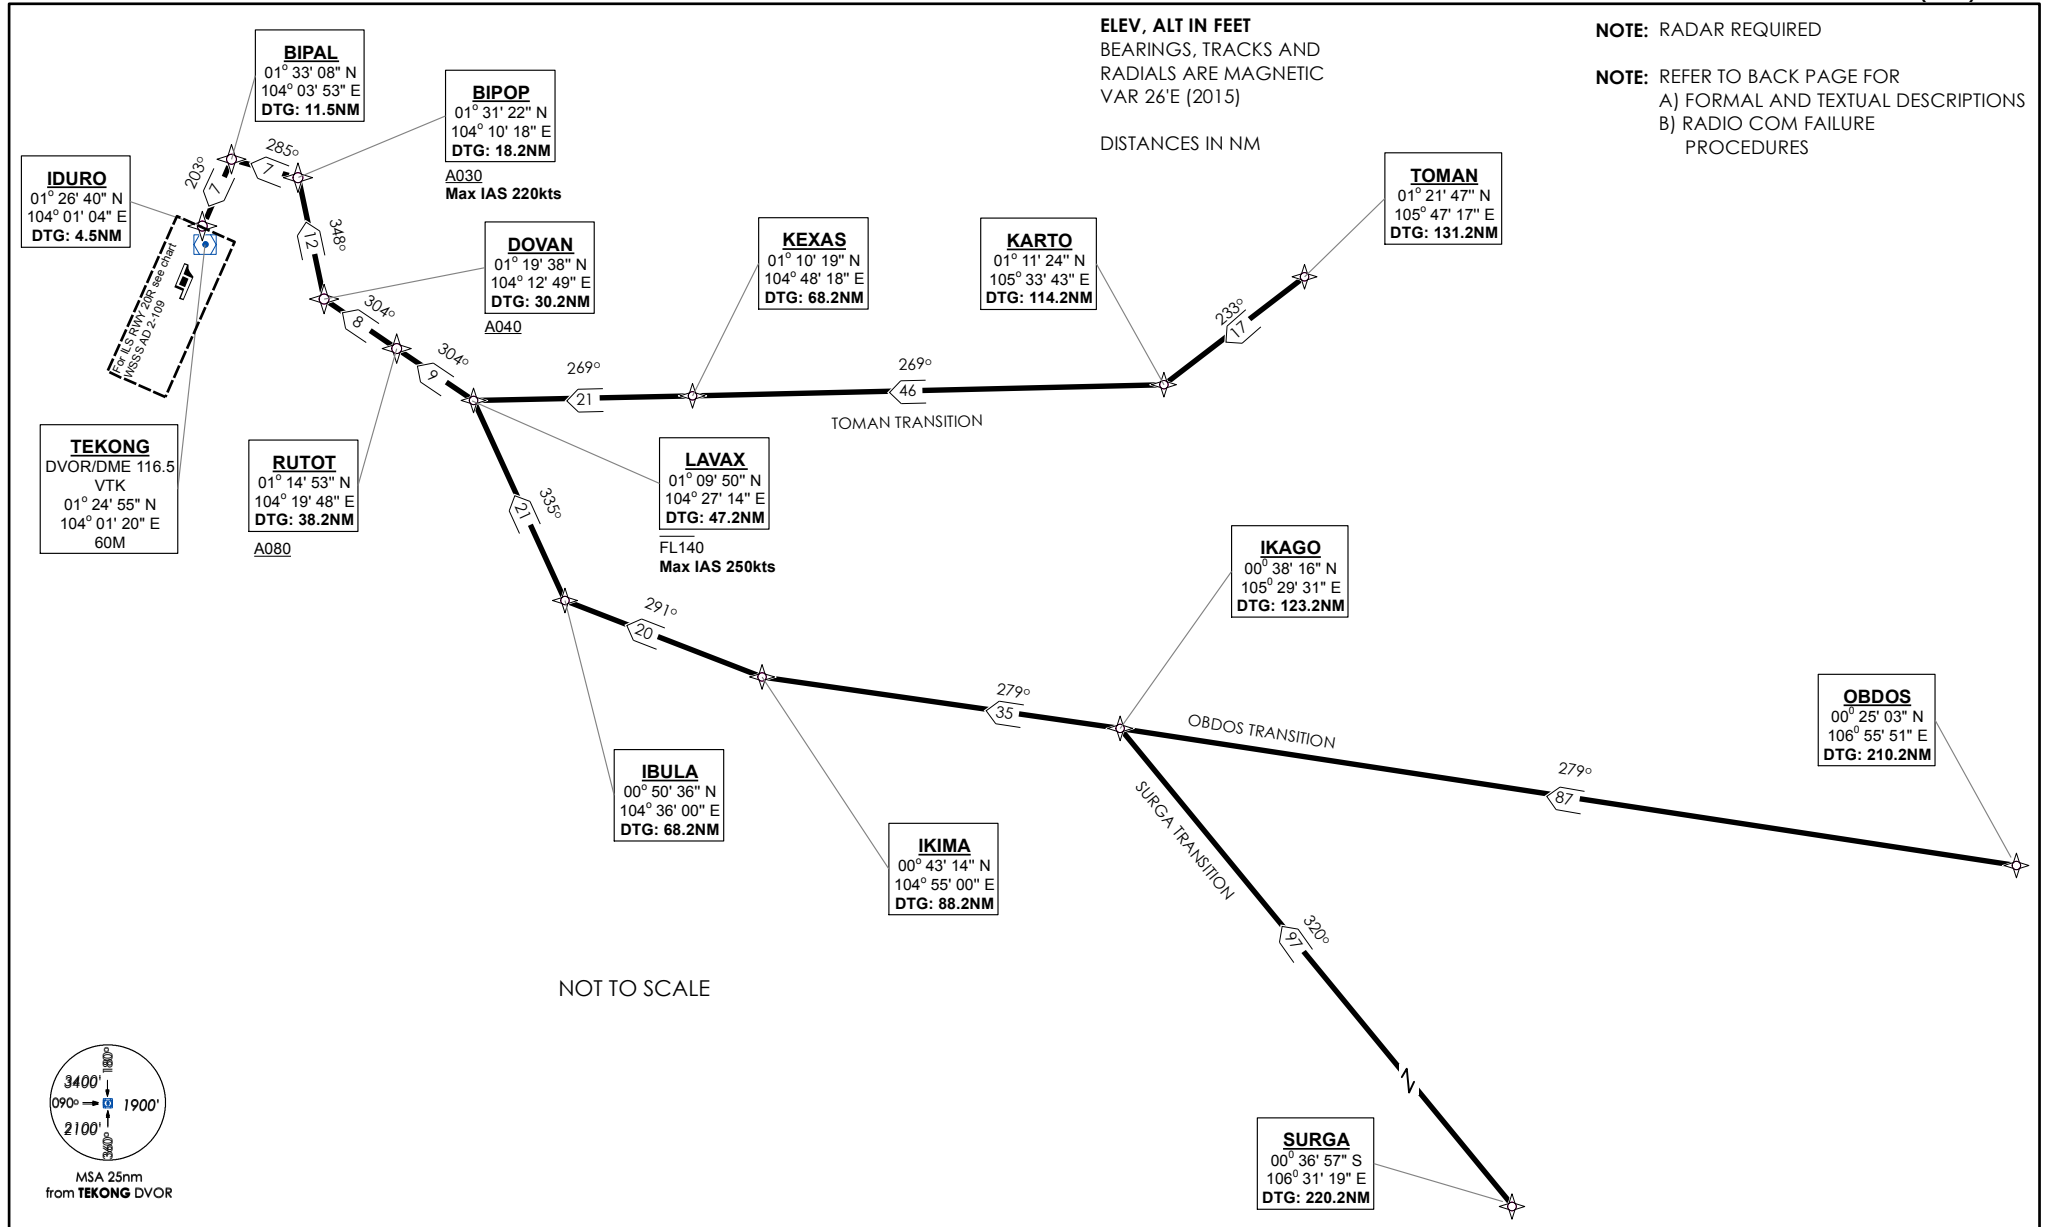 ELEV, ALT IN FEET
BEARINGS, TRACKS AND
RADIALS ARE MAGNETIC
VAR 26'E (2015)
DISTANCES IN NM
NOTE: RADAR REQUIRED
NOTE: REFER TO BACK PAGE FOR
A) FORMAL AND TEXTUAL DESCRIPTIONS
B) RADIO COM FAILURE
PROCEDURES
BIPAL
01° 33' 08" N
104° 03' 53" E
DTG: 11.5NM
BIPOP
01° 31' 22" N
104° 10' 18" E
DTG: 18.2NM
A030
Max IAS 220kts
IDURO
01° 26' 40" N
104° 01' 04" E
DTG: 4.5NM
285°
7
203°
7
348°
12
DOVAN
01° 19' 38" N
104° 12' 49" E
DTG: 30.2NM
A040
KEXAS
01° 10' 19" N
104° 48' 18" E
DTG: 68.2NM
KARTO
01° 11' 24" N
105° 33' 43" E
DTG: 114.2NM
TOMAN
01° 21' 47" N
105° 47' 17" E
DTG: 131.2NM
For ILS RWY 20R see chart
WSSS AD 2-109
304°
8
304°
9
269°
21
269°
46
233°
17
TOMAN TRANSITION
TEKONG
DVOR/DME 116.5
VTK
01° 24' 55" N
104° 01' 20" E
60M
RUTOT
01° 14' 53" N
104° 19' 48" E
DTG: 38.2NM
A080
LAVAX
01° 09' 50" N
104° 27' 14" E
DTG: 47.2NM
FL140
Max IAS 250kts
335°
21
IKAGO
00° 38' 16" N
105° 29' 31" E
DTG: 123.2NM
291°
20
279°
35
OBDOS TRANSITION
279°
87
OBDOS
00° 25' 03" N
106° 55' 51" E
DTG: 210.2NM
IBULA
00° 50' 36" N
104° 36' 00" E
DTG: 68.2NM
IKIMA
00° 43' 14" N
104° 55' 00" E
DTG: 88.2NM
SURGA TRANSITION
320°
97
NOT TO SCALE
SURGA
00° 36' 57" S
106° 31' 19" E
DTG: 220.2NM
180°
3400'
090°
1900'
2100'
360°
MSA 25nm
from TEKONG DVOR